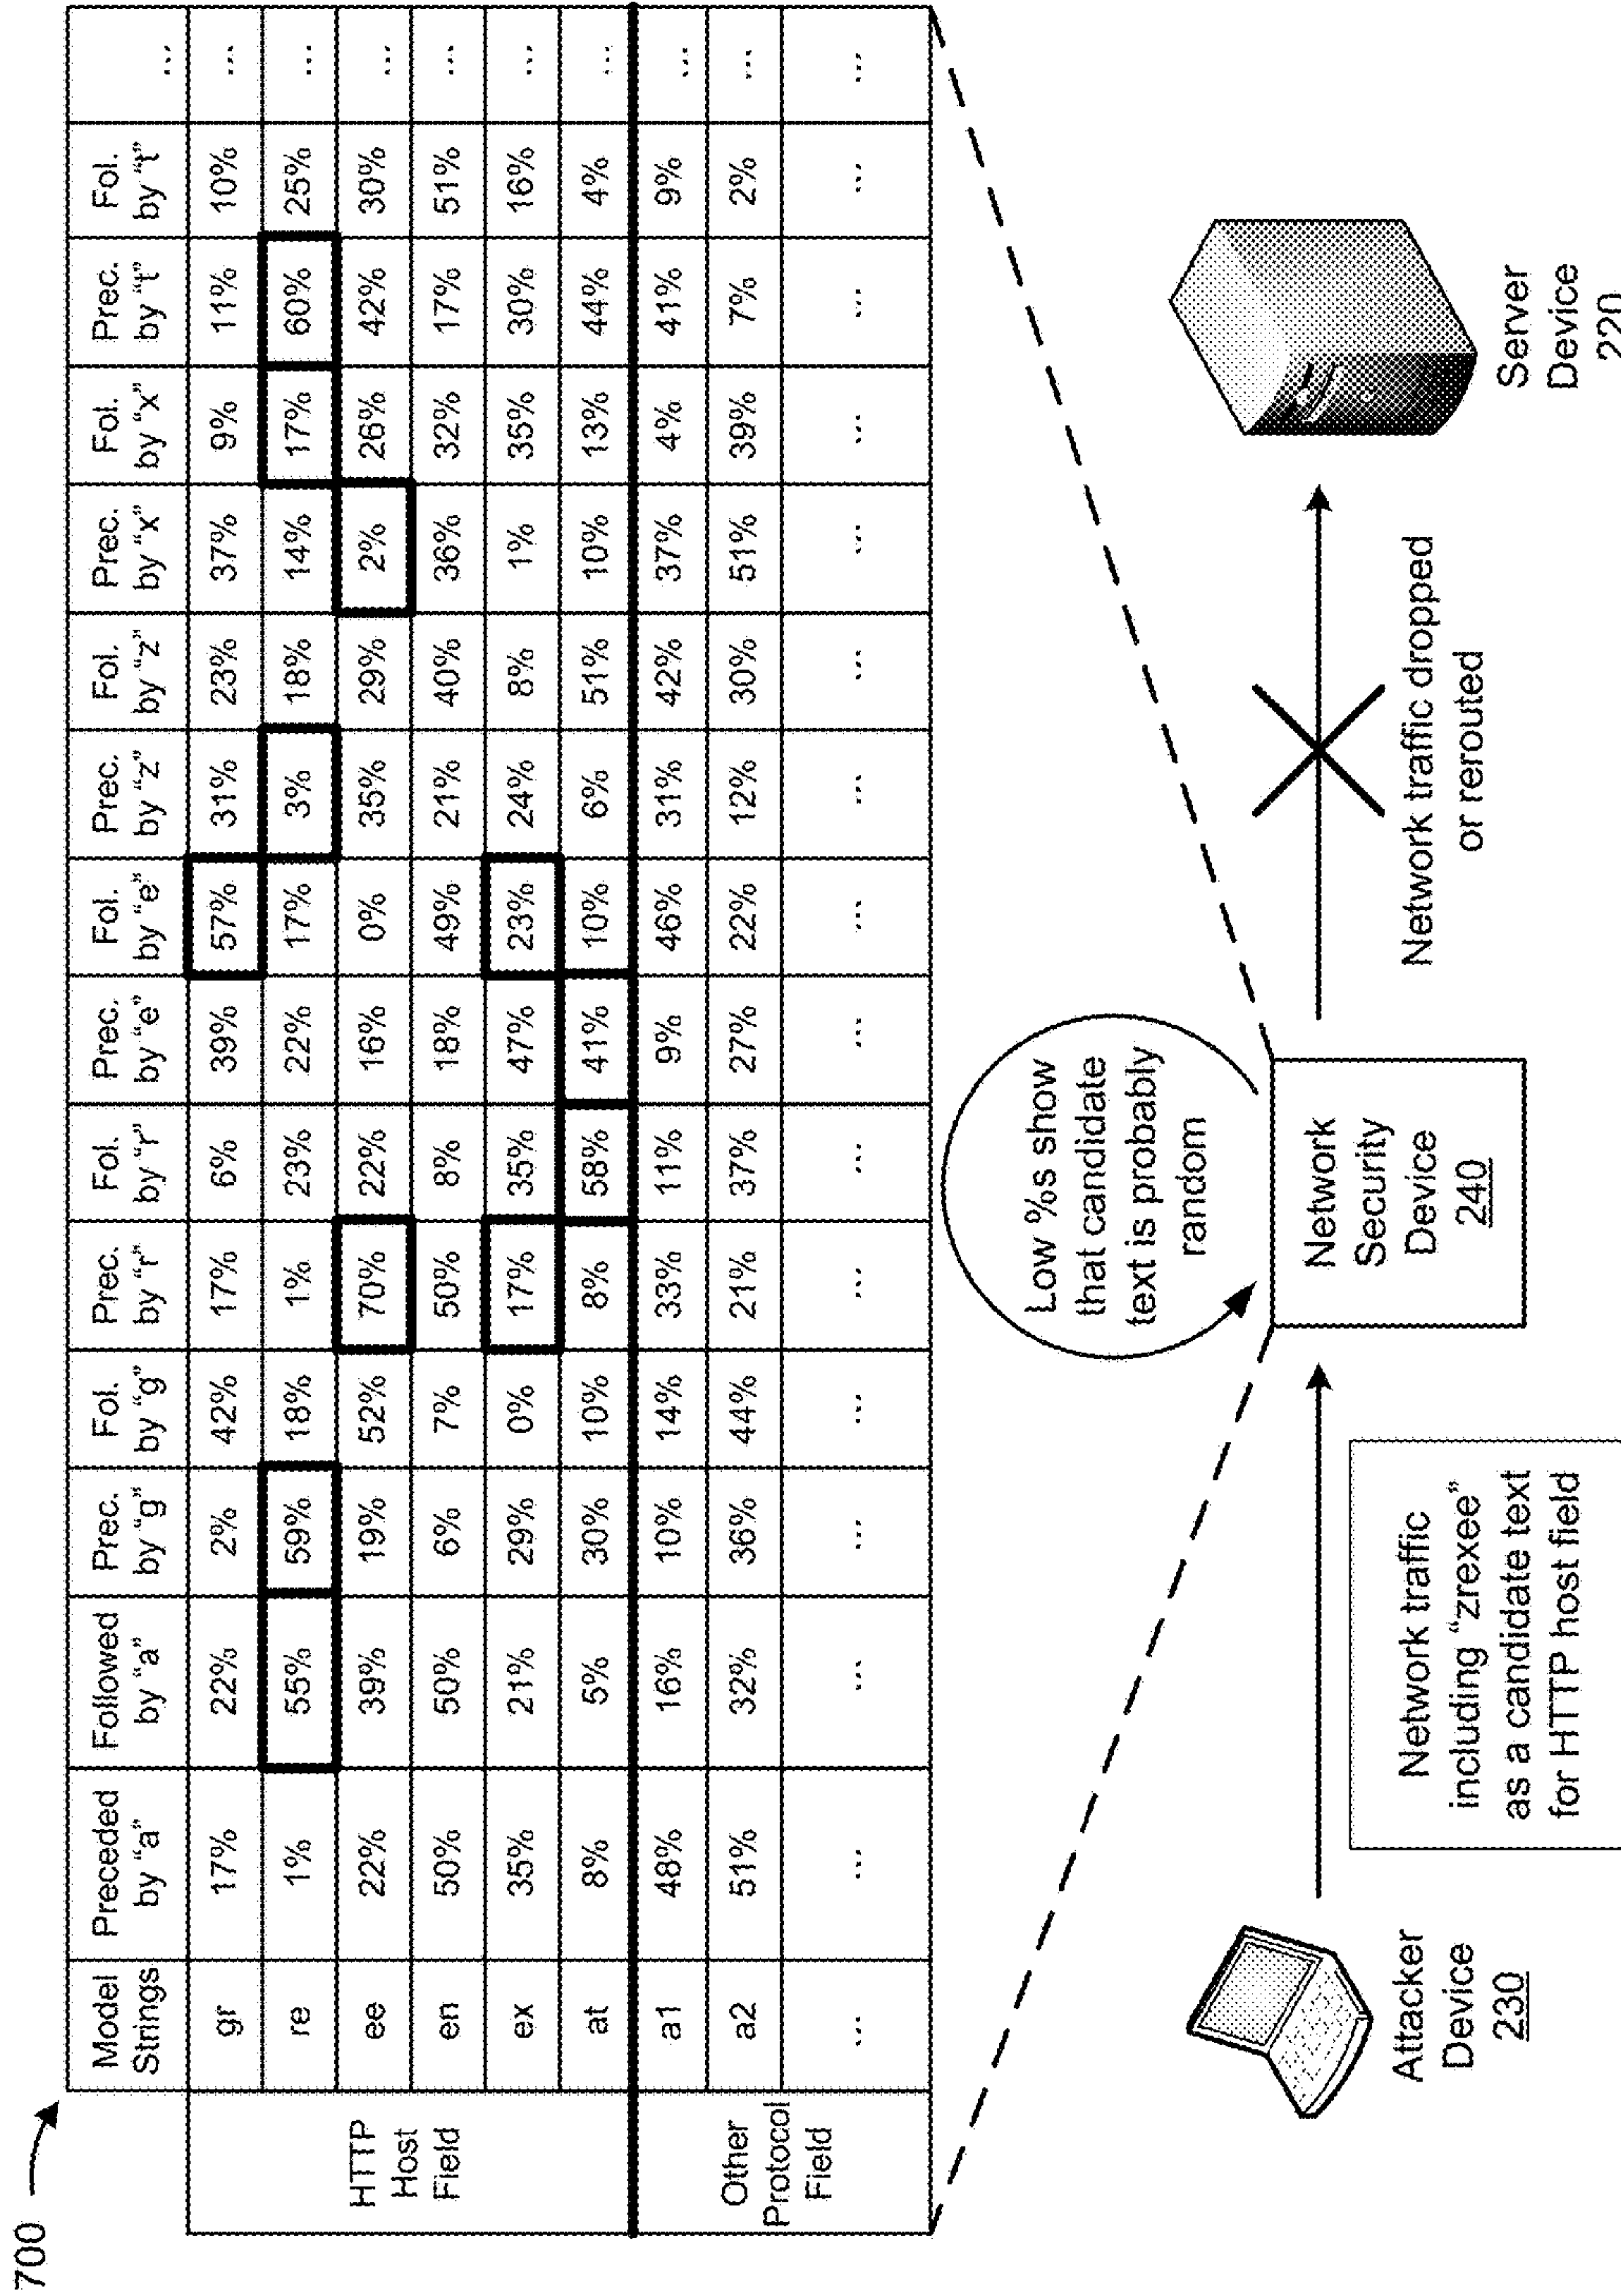 700
Model Strings | Preceded by “a” | Followed by “a” | Prec. by “g” | Fol. by “g” | Prec. by “r” | Fol. by “r” | Prec. by “e” | Fol. by “e” | Prec. by “z” | Fol. by “z” | Prec. by “x” | Fol. by “x” | Prec. by “t” | Fol. by “t” | ...
HTTP Host Field
gr | 17% | 22% | 2% | 42% | 17% | 6% | 39% | 57% | 31% | 23% | 37% | 9% | 11% | 10% | ...
re | 1% | 55% | 59% | 18% | 1% | 23% | 22% | 17% | 3% | 18% | 14% | 17% | 60% | 25% | ...
ee | 22% | 39% | 19% | 52% | 70% | 22% | 16% | 0% | 35% | 29% | 2% | 26% | 42% | 30% | ...
en | 50% | 50% | 6% | 7% | 50% | 8% | 18% | 49% | 21% | 40% | 36% | 32% | 17% | 51% | ...
ex | 35% | 21% | 29% | 0% | 17% | 35% | 47% | 23% | 24% | 8% | 1% | 35% | 30% | 16% | ...
at | 8% | 5% | 30% | 10% | 8% | 58% | 41% | 10% | 6% | 51% | 10% | 13% | 44% | 4% | ...
Other Protocol Field
a1 | 48% | 16% | 10% | 14% | 33% | 11% | 9% | 46% | 31% | 42% | 37% | 4% | 41% | 9% | ...
a2 | 51% | 32% | 36% | 44% | 21% | 37% | 27% | 22% | 12% | 30% | 51% | 39% | 7% | 2% | ...
... | ... | ... | ... | ... | ... | ... | ... | ... | ... | ... | ... | ... | ... | ... | ...
Low %s show
that candidate
text is probably
random
Attacker
Device
230
Network traffic
including “zrexee”
as a candidate text
for HTTP host field
Network
Security
Device
240
Network traffic dropped
or rerouted
Server
Device
220